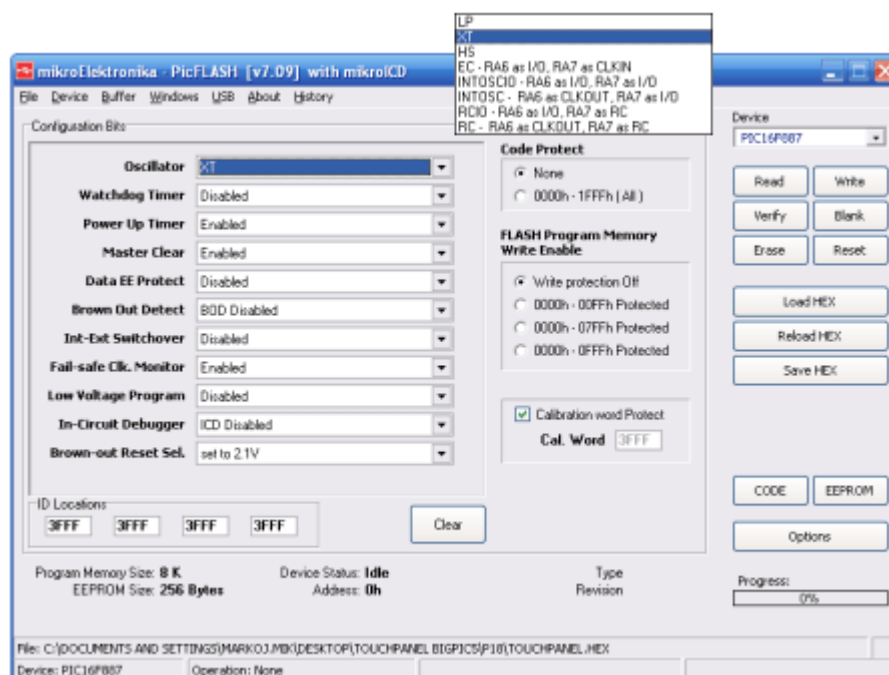 LP
XT
HS
EC - RA6 as I/O, RA7 as CLKIN
INTOSCIO - RA6 as I/O, RA7 as I/O
INTOSC - RA6 as CLKOUT, RA7 as I/O
RCIO - RA6 as I/O, RA7 as RC
RC - RA6 as CLKOUT, RA7 as RC
mikroElektronika - PicFLASH [v7.09] with mikroICD
File Device Buffer Windows USB About History
Configuration Bits
Oscillator XT
Watchdog Timer Disabled
Power Up Timer Enabled
Master Clear Enabled
Data EE Protect Disabled
Brown Out Detect BOD Disabled
Int-Ext Switchover Disabled
Fail-safe Clk. Monitor Enabled
Low Voltage Program Disabled
In-Circuit Debugger ICD Disabled
Brown-out Reset Sel. set to 2.1V
Code Protect
None
0000h - 1FFFh ( All )
FLASH Program Memory
Write Enable
Write protection Off
0000h - 00FFh Protected
0000h - 07FFh Protected
0000h - 0FFFh Protected
Calibration word Protect
Cal. Word 3FFF
Device
PIC16F887
Read Write
Verify Blank
Erase Reset
Load HEX
Reload HEX
Save HEX
CODE EEPROM
Options
ID Locations
3FFF 3FFF 3FFF 3FFF
Clear
Program Memory Size: 8 K Device Status: Idle Type
EEPROM Size: 256 Bytes Address: 0h Revision
Progress:
0%
File: C:\DOCUMENTS AND SETTINGS\MARKOJ.MIK\DESKTOP\TOUCHPANEL BIGPIC5\P18\TOUCHPANEL.HEX
Device: PIC16F887 Operation: None